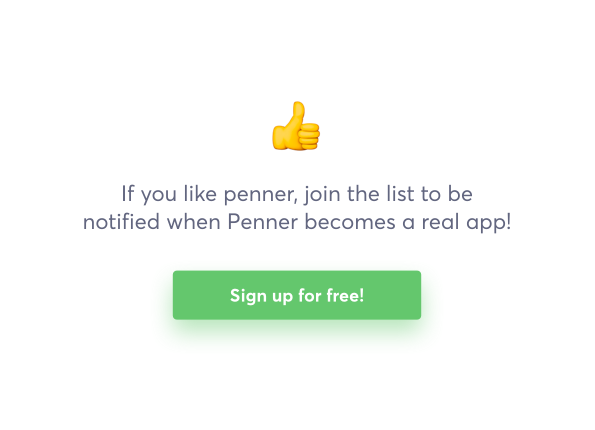 If you like penner, join the list to be
notified when Penner becomes a real app!
Sign up for free!